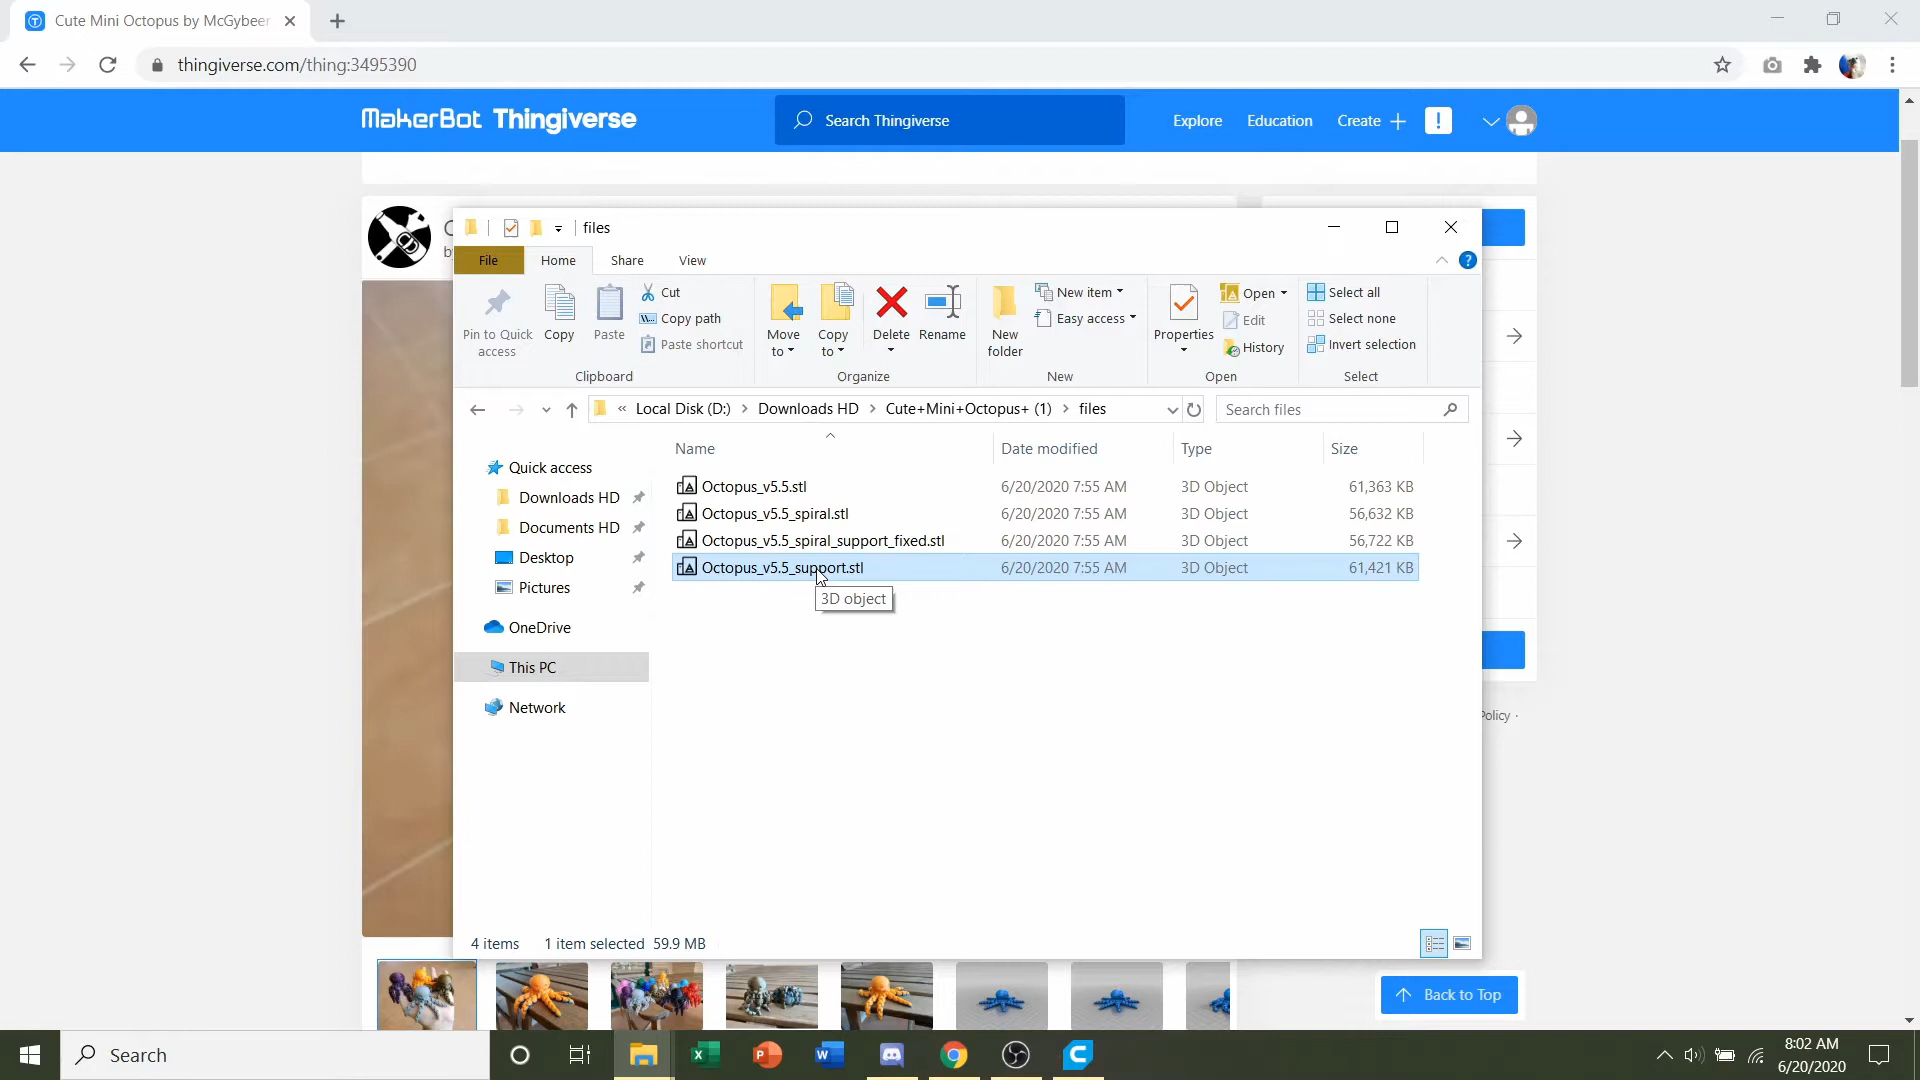 Cute Mini Octopus by McGybeer
thingiverse.com/thing:3495390
MakerBot Thingiverse
Search Thingiverse
Explore
Education
Create
files
File
Home
Share
View
Pin to Quick access
Copy
Paste
Cut
Copy path
Paste shortcut
Clipboard
Move to
Copy to
Delete
Rename
Organize
New folder
New item
Easy access
New
Properties
Open
Edit
History
Open
Select all
Select none
Invert selection
Select
« Local Disk (D:) > Downloads HD > Cute+Mini+Octopus+ (1) > files
Search files
Name Date modified Type Size
Octopus_v5.5.stl 6/20/2020 7:55 AM 3D Object 61,363 KB
Octopus_v5.5_spiral.stl 6/20/2020 7:55 AM 3D Object 56,632 KB
Octopus_v5.5_spiral_support_fixed.stl 6/20/2020 7:55 AM 3D Object 56,722 KB
Octopus_v5.5_support.stl 6/20/2020 7:55 AM 3D Object 61,421 KB
3D object
Quick access
Downloads HD
Documents HD
Desktop
Pictures
OneDrive
This PC
Network
Policy ·
4 items 1 item selected 59.9 MB
Back to Top
Search
8:02 AM
6/20/2020